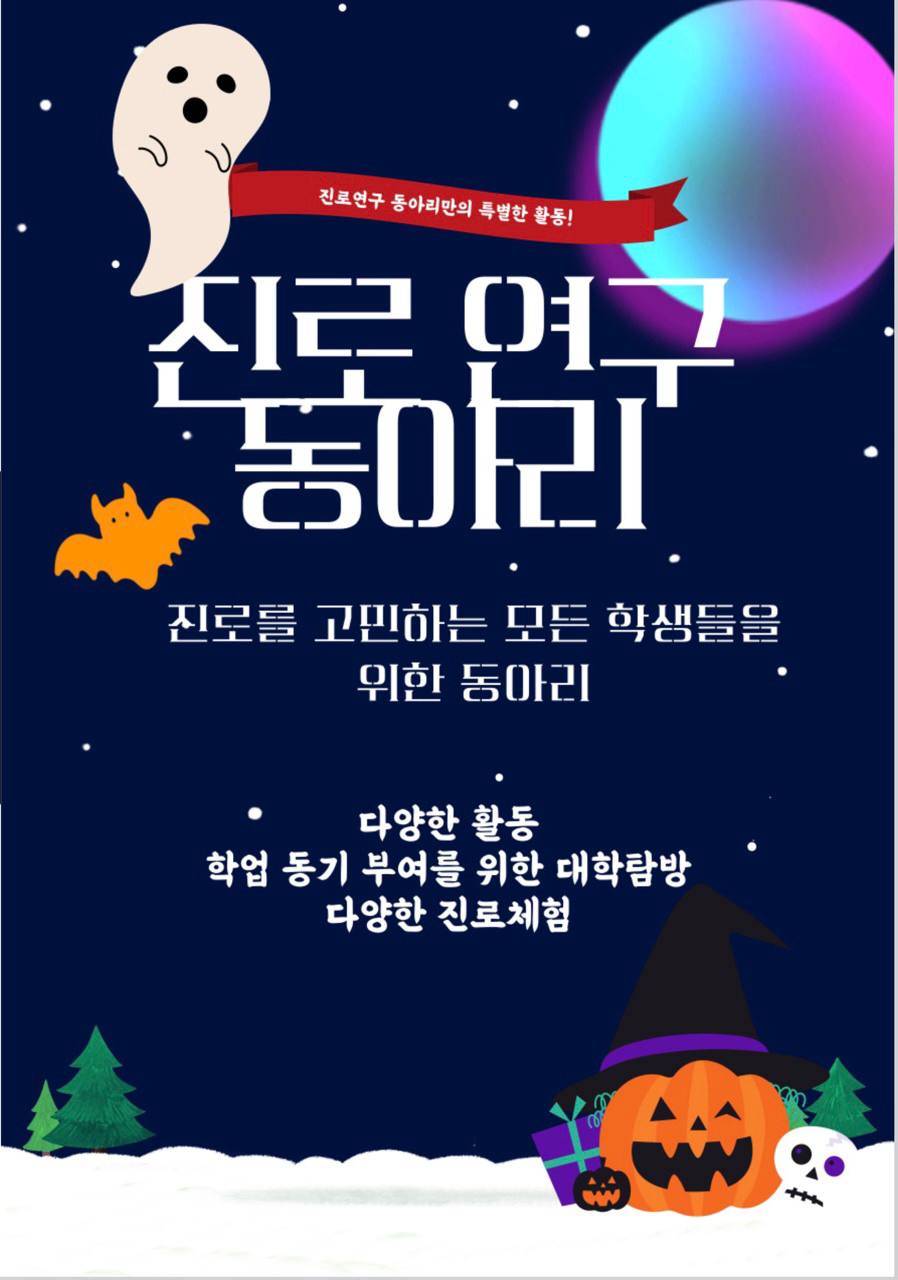 진로연구 동아리만의 특별한 활동!
진로 연구
동아리
진로를 고민하는 모든 학생들을
위한 동아리
다양한 활동
학업 동기 부여를 위한 대학탐방
다양한 진로체험